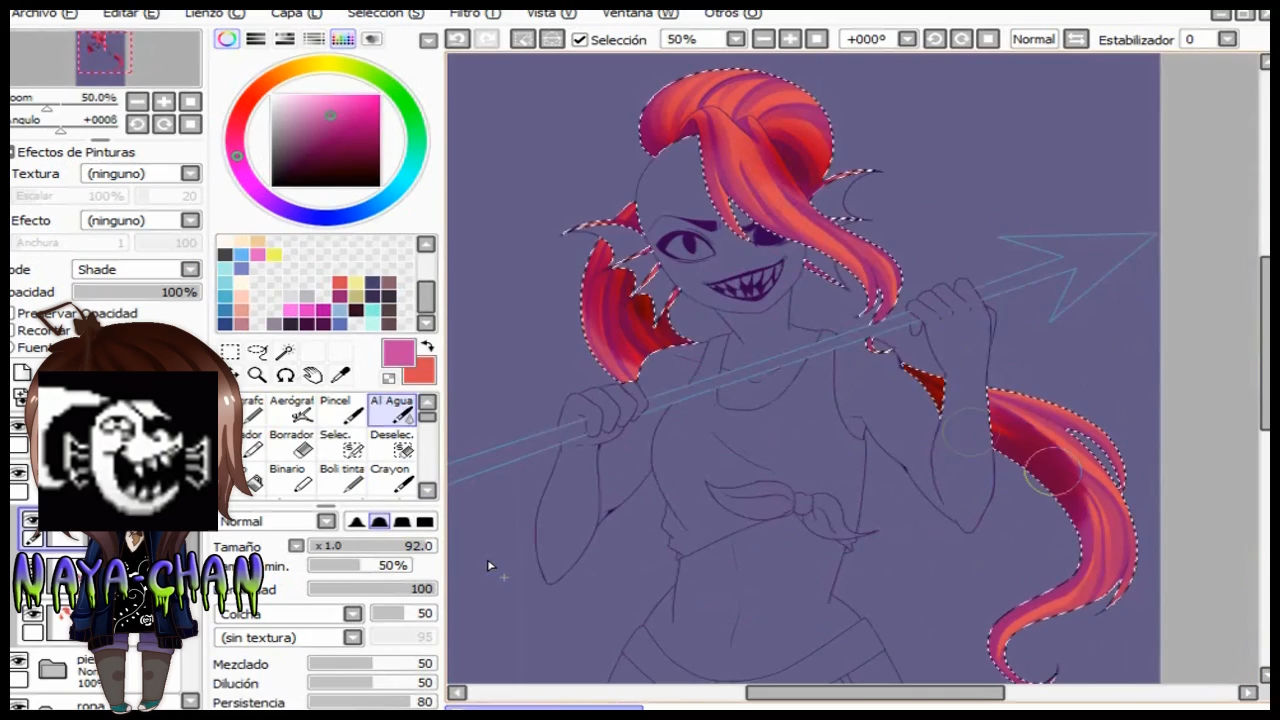 Archivo (F) Editar (E) Lienzo (C) Capa (L) Selección (S) Filtro (T) Vista (V) Ventana (W) Otros (O)
Selección 50% +000° Normal Estabilizador 0
oom 50.0%
ngulo +000ß
Efectos de Pinturas
Textura (ninguno)
Escalar 100% 20
Efecto (ninguno)
Anchura 1 100
ode Shade
pacidad 100%
Preservar Opacidad
Recortar
Fuen
Aerógraf Pincel Al Agua
ador Borrador Selec. Deselec.
Binario Boli tinta Crayon
Normal
Tamaño x 1.0 92.0
min. 50%
idad 100
Colcha 50
(sin textura) 95
Mezclado 50
Dilución 50
Persistencia 80
NAYA-CHAN
pie
Nor
100%
ropa